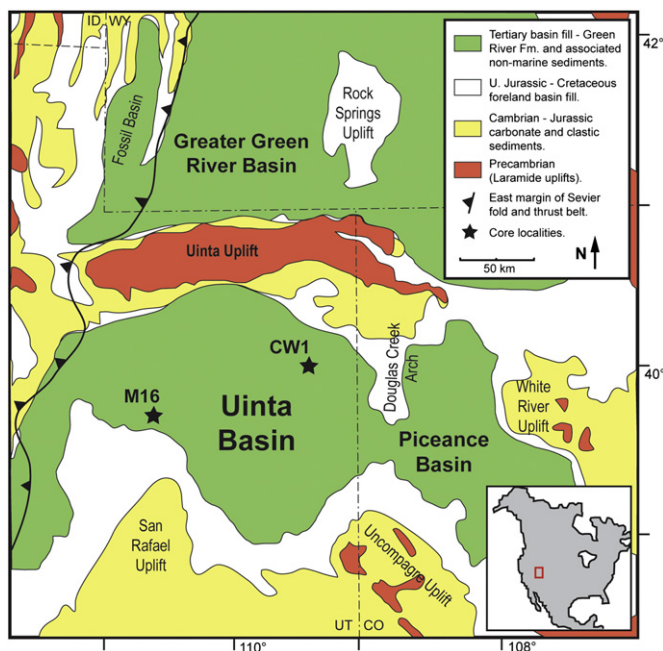 ID
WY
42°
Fossil Basin
Greater Green
River Basin
Rock
Springs
Uplift
Tertiary basin fill - Green
River Fm. and associated
non-marine sediments.
U. Jurassic - Cretaceous
foreland basin fill.
Cambrian - Jurassic
carbonate and clastic
sediments.
Precambrian
(Laramide uplifts).
East margin of Sevier
fold and thrust belt.
Core localities.
50 km
N
Uinta Uplift
CW1
Douglas Creek
Arch
40°
M16
Uinta
Basin
White
River
Uplift
Piceance
Basin
San
Rafael
Uplift
Uncompagre Uplift
UT
CO
110°
108°